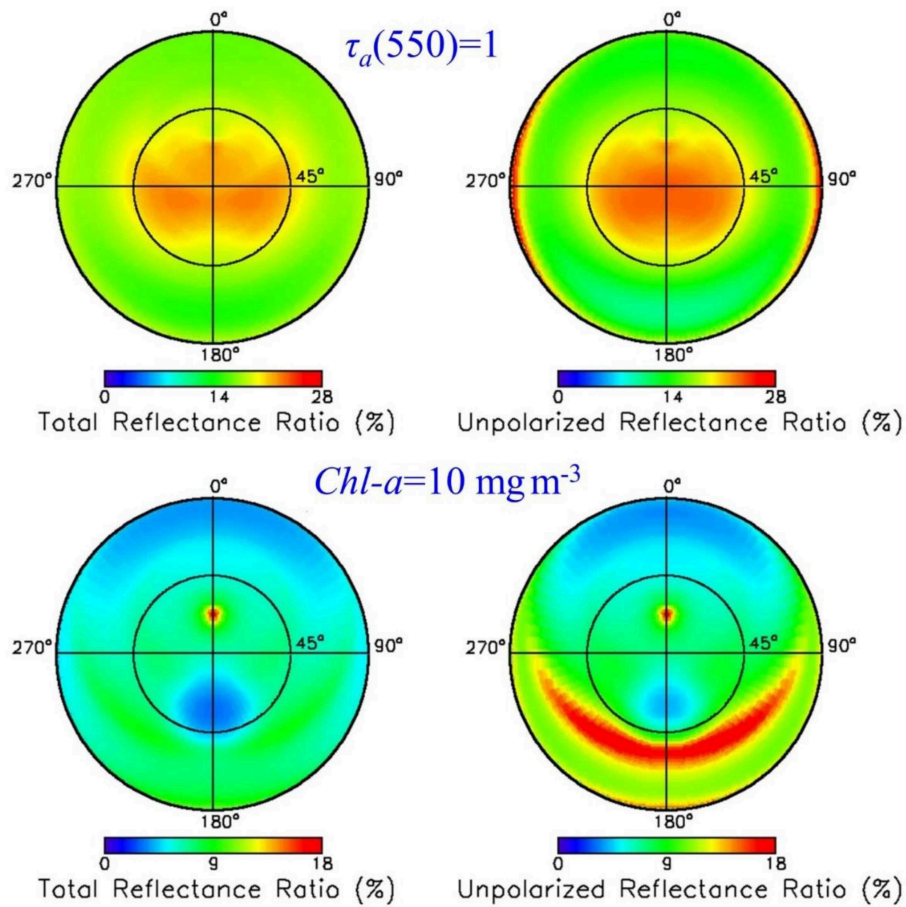 τa(550)=1
0° 0°
270° 45° 90° 270° 45° 90°
180° 180°
0 14 28 0 14 28
Total Reflectance Ratio (%) Unpolarized Reflectance Ratio (%)
Chl-a=10 mg m-3
0° 0°
270° 45° 90° 270° 45° 90°
180° 180°
0 9 18 0 9 18
Total Reflectance Ratio (%) Unpolarized Reflectance Ratio (%)